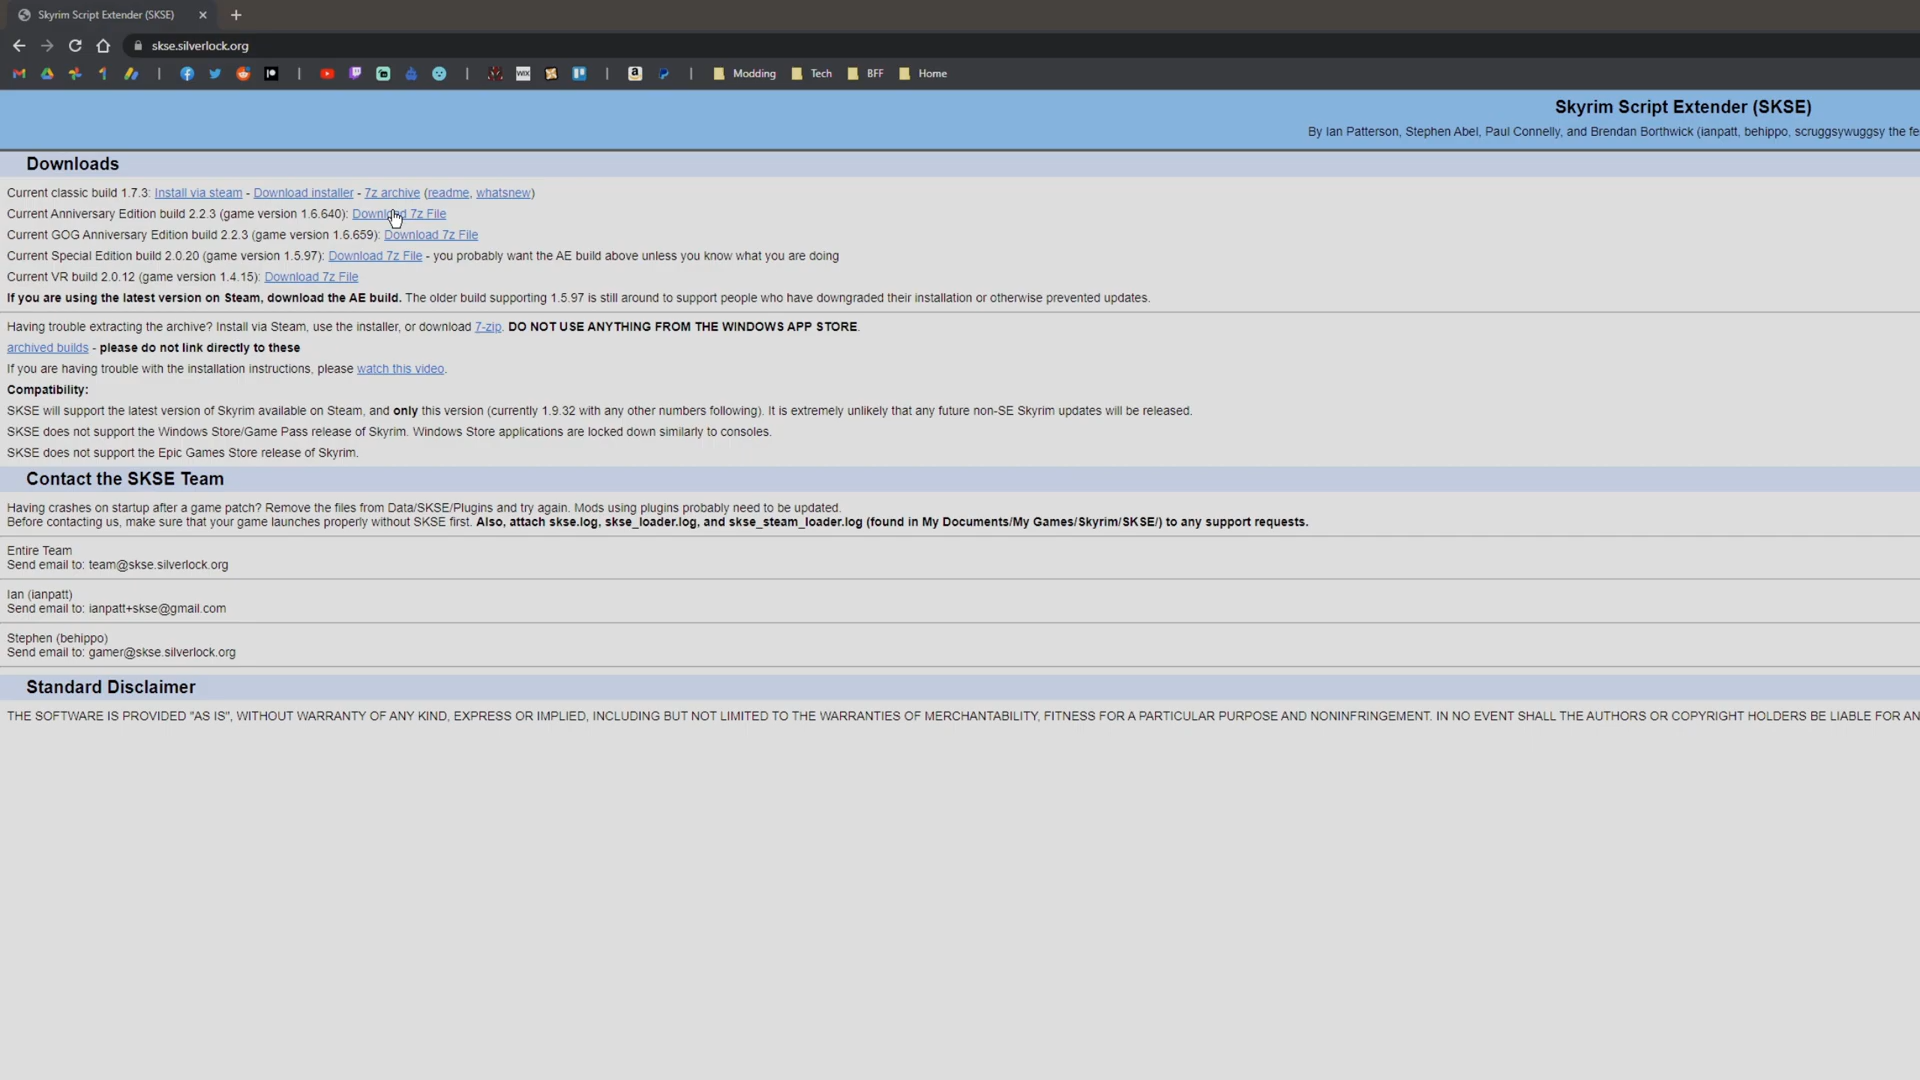 Skyrim Script Extender (SKSE)
skse.silverlock.org
Modding
Tech
BFF
Home
Skyrim Script Extender (SKSE)
By Ian Patterson, Stephen Abel, Paul Connelly, and Brendan Borthwick (ianpatt, behippo, scruggsywuggsy the fe
Downloads
Current classic build 1.7.3: Install via steam - Download installer - 7z archive (readme, whatsnew)
Current Anniversary Edition build 2.2.3 (game version 1.6.640): Download 7z File
Current GOG Anniversary Edition build 2.2.3 (game version 1.6.659): Download 7z File
Current Special Edition build 2.0.20 (game version 1.5.97): Download 7z File - you probably want the AE build above unless you know what you are doing
Current VR build 2.0.12 (game version 1.4.15): Download 7z File
If you are using the latest version on Steam, download the AE build. The older build supporting 1.5.97 is still around to support people who have downgraded their installation or otherwise prevented updates.
Having trouble extracting the archive? Install via Steam, use the installer, or download 7-zip. DO NOT USE ANYTHING FROM THE WINDOWS APP STORE.
archived builds - please do not link directly to these
If you are having trouble with the installation instructions, please watch this video.
Compatibility:
SKSE will support the latest version of Skyrim available on Steam, and only this version (currently 1.9.32 with any other numbers following). It is extremely unlikely that any future non-SE Skyrim updates will be released.
SKSE does not support the Windows Store/Game Pass release of Skyrim. Windows Store applications are locked down similarly to consoles.
SKSE does not support the Epic Games Store release of Skyrim.
Contact the SKSE Team
Having crashes on startup after a game patch? Remove the files from Data/SKSE/Plugins and try again. Mods using plugins probably need to be updated.
Before contacting us, make sure that your game launches properly without SKSE first. Also, attach skse.log, skse_loader.log, and skse_steam_loader.log (found in My Documents/My Games/Skyrim/SKSE/) to any support requests.
Entire Team
Send email to: team@skse.silverlock.org
Ian (ianpatt)
Send email to: ianpatt+skse@gmail.com
Stephen (behippo)
Send email to: gamer@skse.silverlock.org
Standard Disclaimer
THE SOFTWARE IS PROVIDED "AS IS", WITHOUT WARRANTY OF ANY KIND, EXPRESS OR IMPLIED, INCLUDING BUT NOT LIMITED TO THE WARRANTIES OF MERCHANTABILITY, FITNESS FOR A PARTICULAR PURPOSE AND NONINFRINGEMENT. IN NO EVENT SHALL THE AUTHORS OR COPYRIGHT HOLDERS BE LIABLE FOR AN